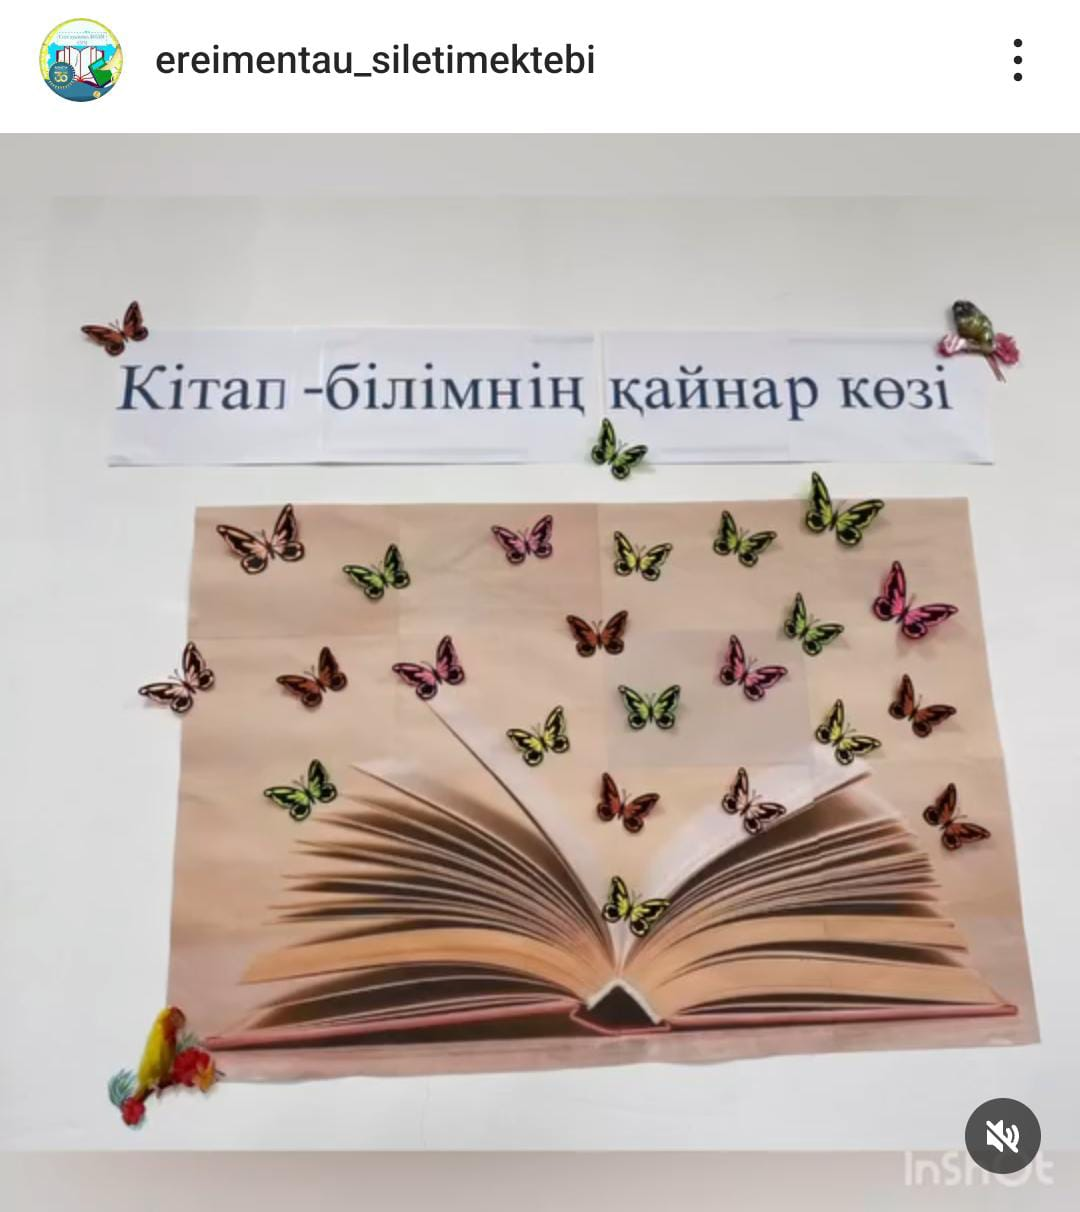 ereimentau_siletimektebi
Кітап -білімнің қайнар көзі
InShOt